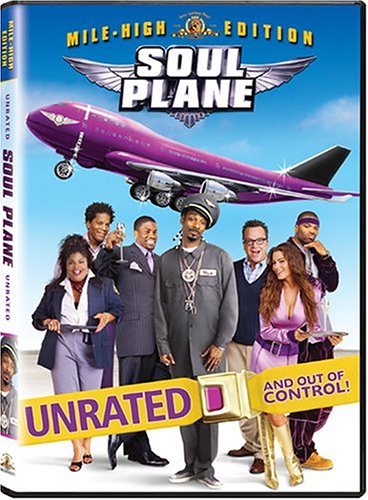 MILE-HIGH EDITION
SOUL
PLANE
UNRATED
AND OUT OF
CONTROL!
MILE-HIGH EDITION
UNRATED
SOUL PLANE
UNRATED